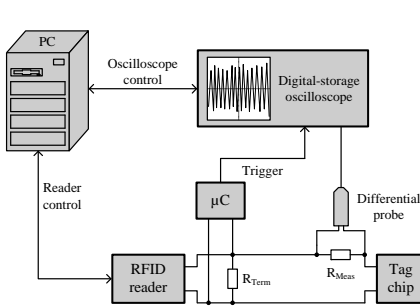 PC
Oscilloscope
control
Digital-storage
oscilloscope
Trigger
Reader
control
µC
Differential
probe
RFID
reader
R_Term
R_Meas
Tag
chip